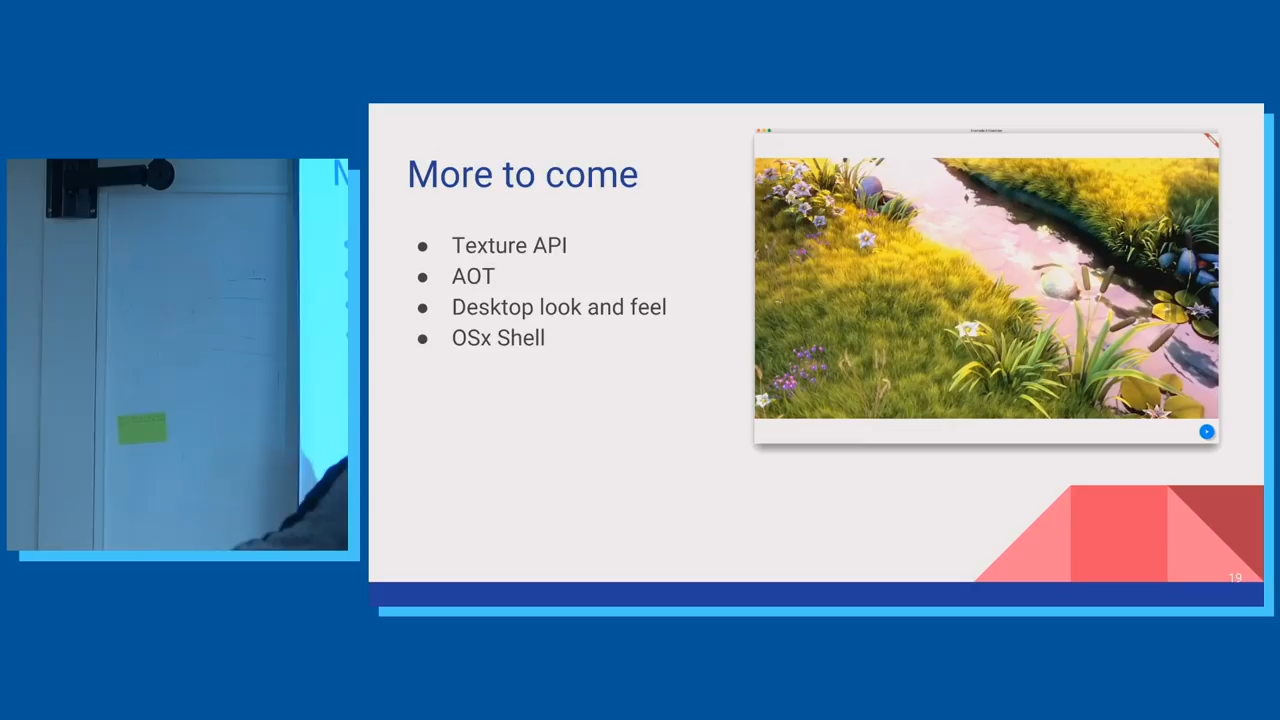 More to come
● Texture API
● AOT
● Desktop look and feel
● OSx Shell
19